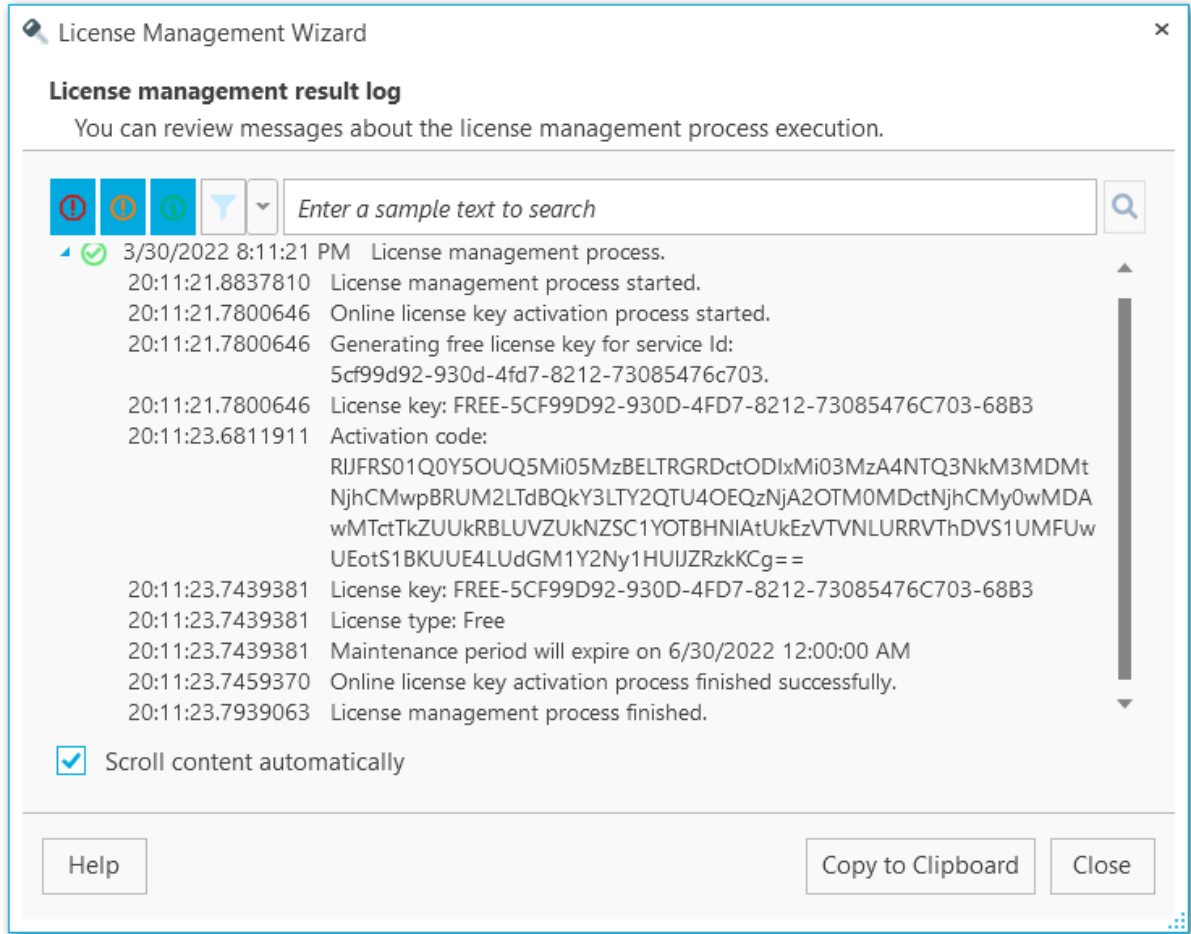 License Management Wizard
License management result log
You can review messages about the license management process execution.
Enter a sample text to search
3/30/2022 8:11:21 PM License management process.
20:11:21.8837810 License management process started.
20:11:21.7800646 Online license key activation process started.
20:11:21.7800646 Generating free license key for service Id:
5cf99d92-930d-4fd7-8212-73085476c703.
20:11:21.7800646 License key: FREE-5CF99D92-930D-4FD7-8212-73085476C703-68B3
20:11:23.6811911 Activation code:
RlJFRS01Q0Y5OUQ5Mi05MzBELTRGRDctODIxMi03MzA4NTQ3NkM3MDMt
NjhCMwpBRUM2LTdBQkY3LTY2QTU4OEQzNjA2OTM0MDctNjhCMy0wMDA
wMTctTkZUUkRBLUVZUkNZSC1YOTBHNlAtUkEzVTVNLURRVThDVS1UMFUw
UEotS1BKUUE4LUdGM1Y2Ny1HUlJZRzkKCg==
20:11:23.7439381 License key: FREE-5CF99D92-930D-4FD7-8212-73085476C703-68B3
20:11:23.7439381 License type: Free
20:11:23.7439381 Maintenance period will expire on 6/30/2022 12:00:00 AM
20:11:23.7459370 Online license key activation process finished successfully.
20:11:23.7939063 License management process finished.
Scroll content automatically
Help
Copy to Clipboard
Close